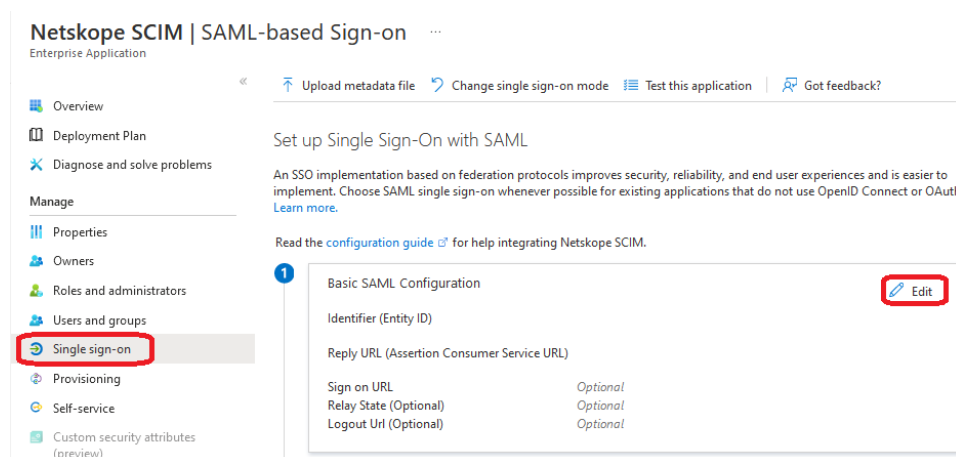 Netskope SCIM | SAML-based Sign-on ...
Enterprise Application
«
Upload metadata file Change single sign-on mode Test this application | Got feedback?
Overview
Deployment Plan
Diagnose and solve problems
Manage
Properties
Owners
Roles and administrators
Users and groups
Single sign-on
Provisioning
Self-service
Custom security attributes
(preview)
Set up Single Sign-On with SAML
An SSO implementation based on federation protocols improves security, reliability, and end user experiences and is easier to
implement. Choose SAML single sign-on whenever possible for existing applications that do not use OpenID Connect or OAuth
Learn more.
Read the configuration guide for help integrating Netskope SCIM.
1
Basic SAML Configuration
Edit
Identifier (Entity ID)
Reply URL (Assertion Consumer Service URL)
Sign on URL Optional
Relay State (Optional) Optional
Logout Url (Optional) Optional